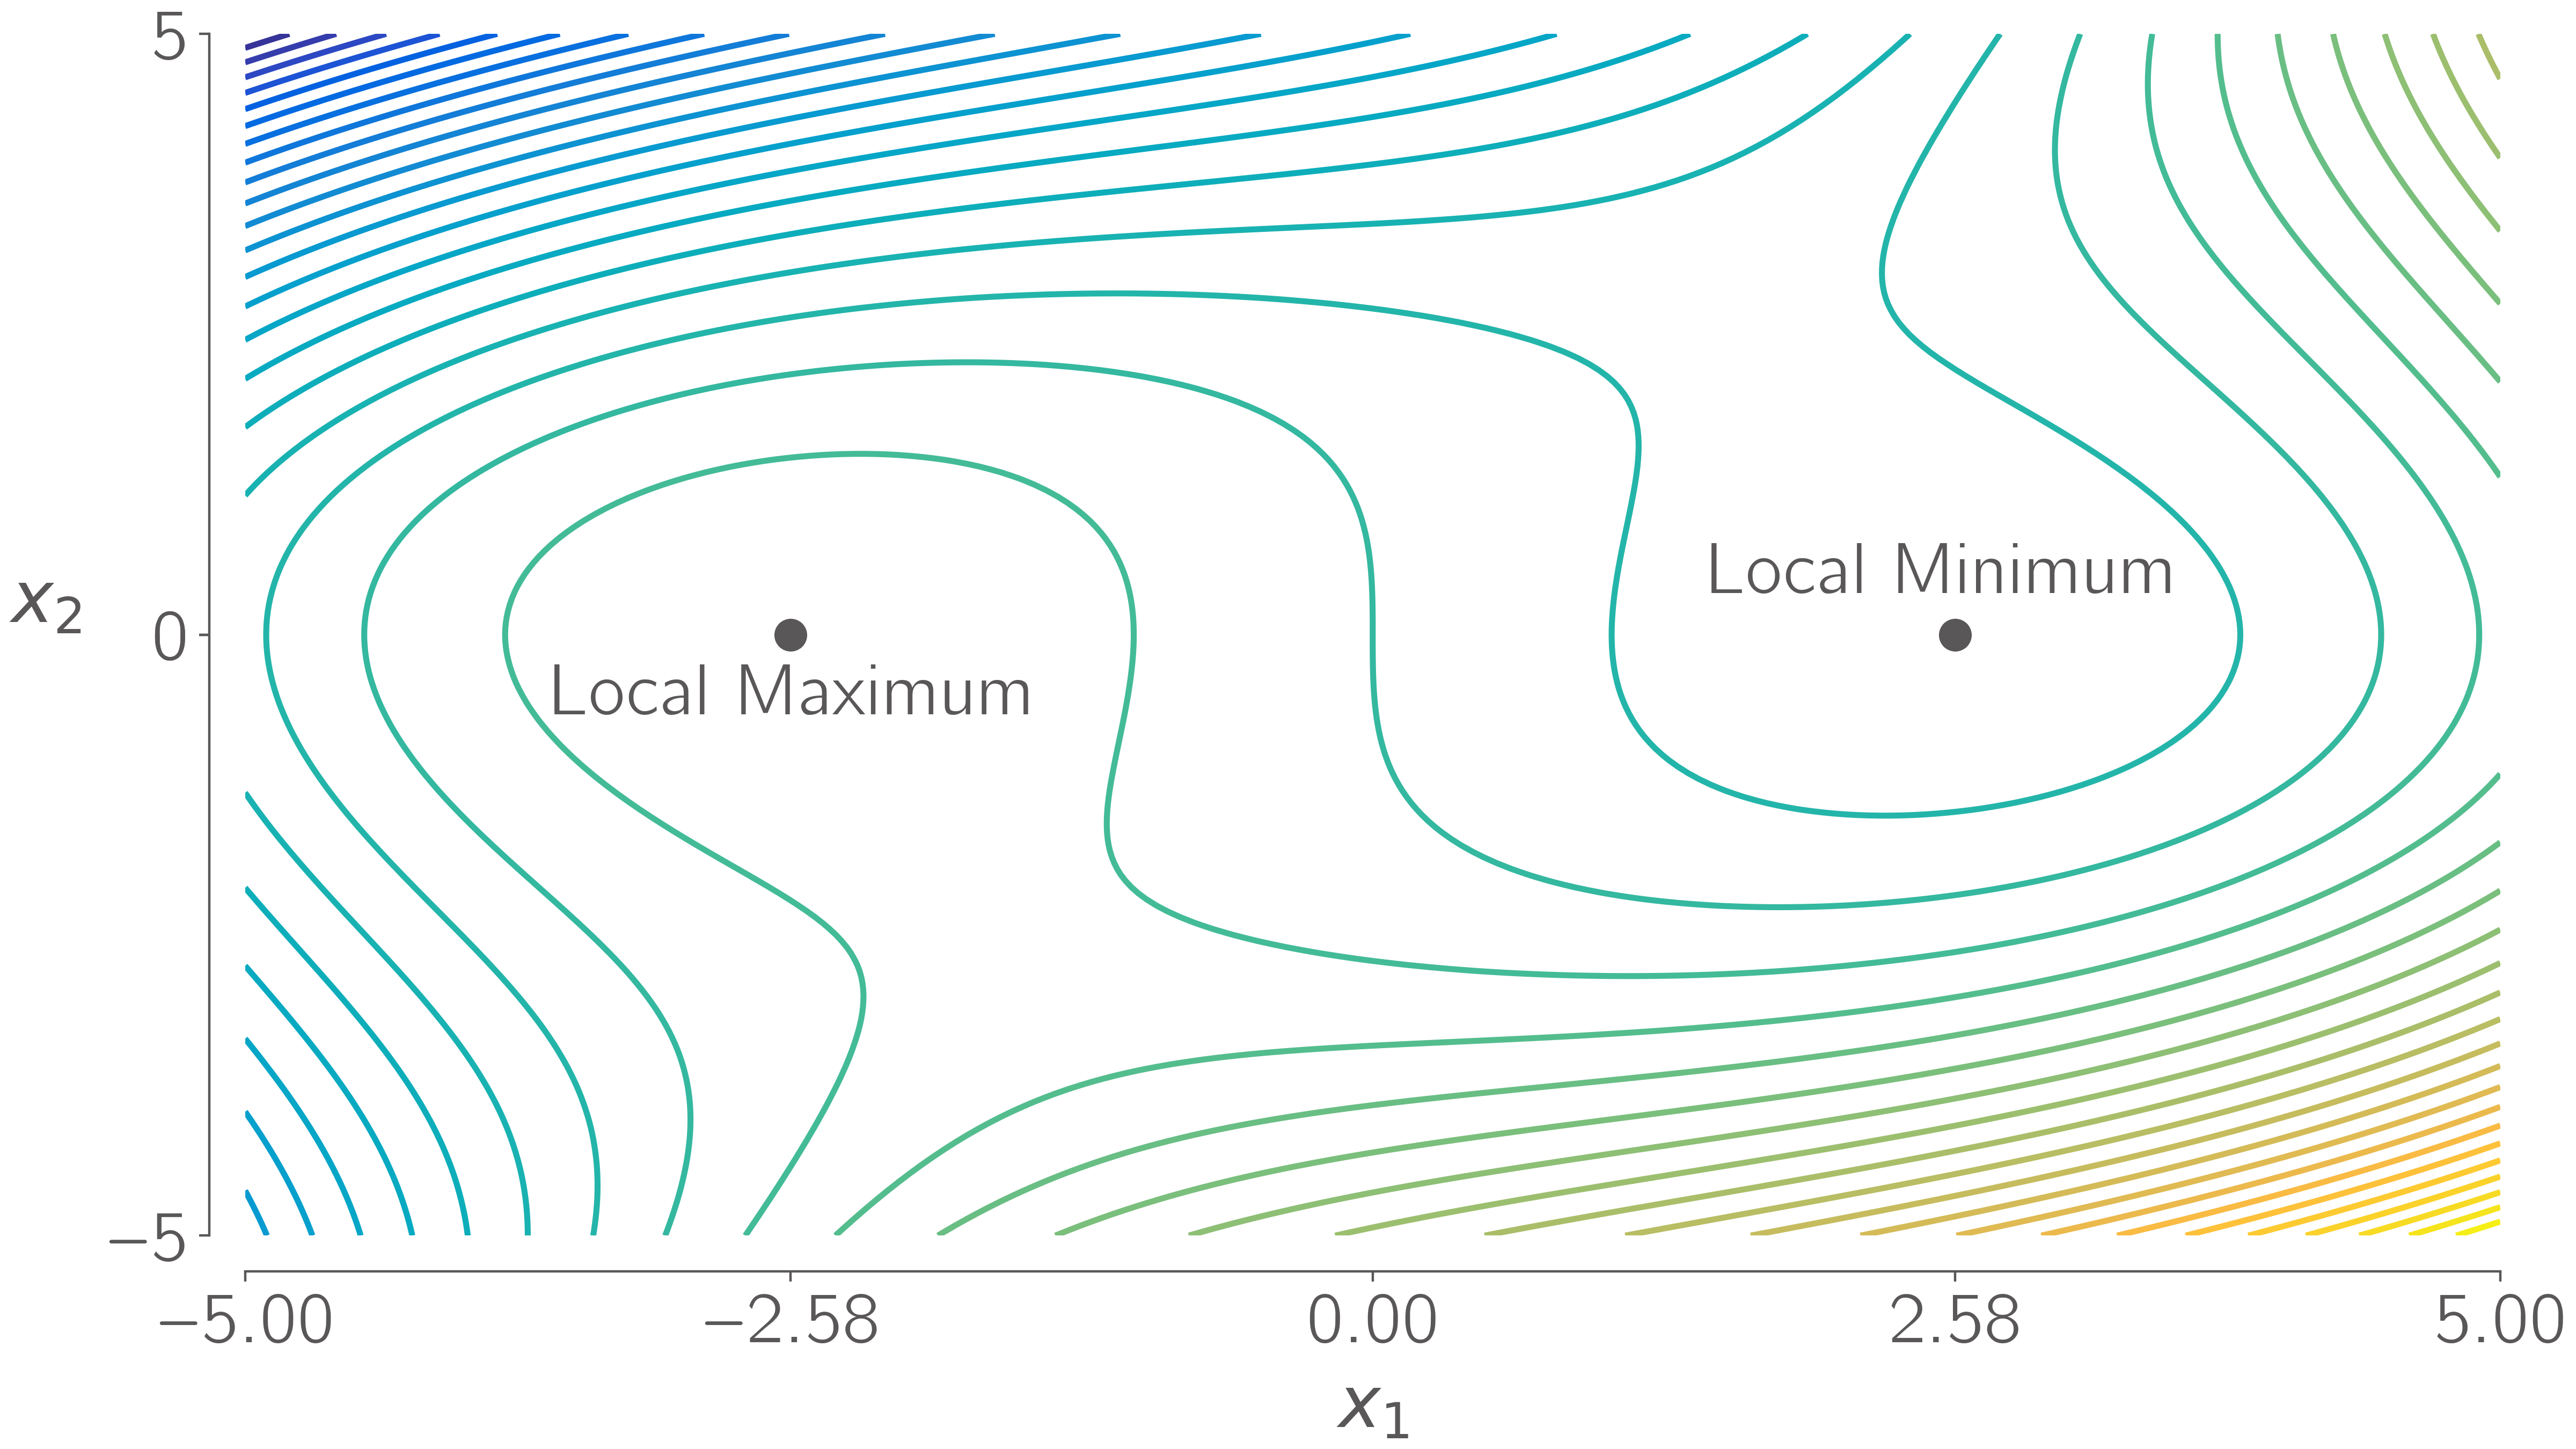 5
x₂
0
Local Minimum
Local Maximum
−5
−5.00 −2.58 0.00 2.58 5.00
x₁